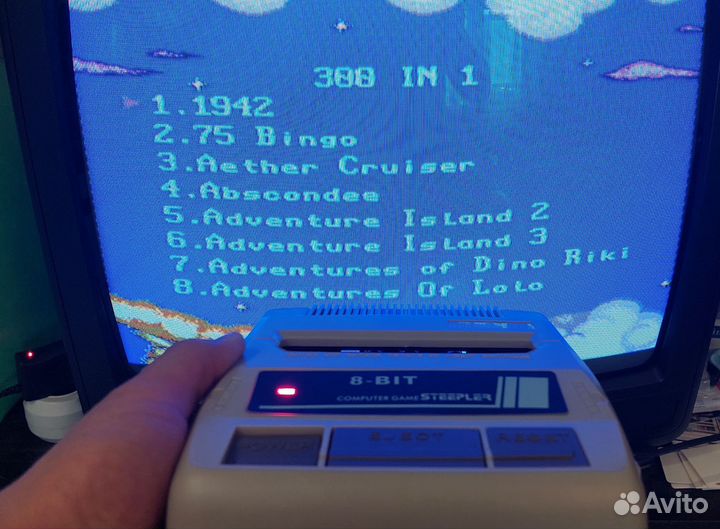 300 IN 1
1.1942
2.75 Bingo
3.Aether Cruiser
4.Abscondee
5.Adventure Island 2
6.Adventure Island 3
7.Adventures of Dino Riki
8.Adventures Of Lolo
8-BIT
COMPUTER GAME STEEPLER
POWER
EJECT
RESET
Avito